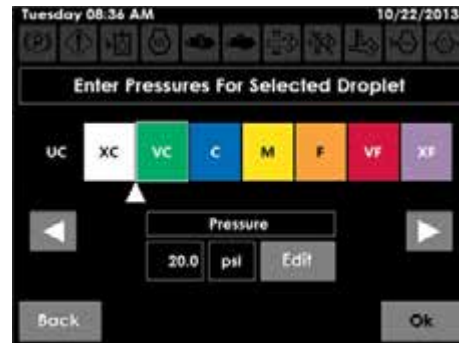 Tuesday 08:36 AM 10/22/2013
(P)
Enter Pressures For Selected Droplet
UC XC VC C M F VF XF
Pressure
20.0 psi Edit
Back Ok